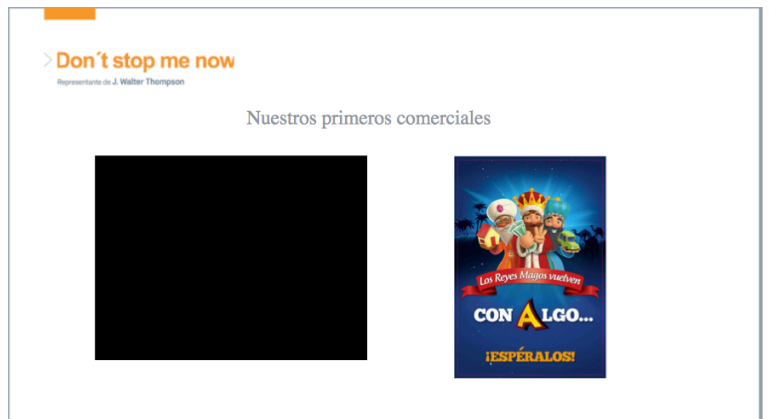 > Don´t stop me now
Representante de J. Walter Thompson
Nuestros primeros comerciales
Los Reyes Magos vuelven
CON ALGO...
¡ESPÉRALOS!